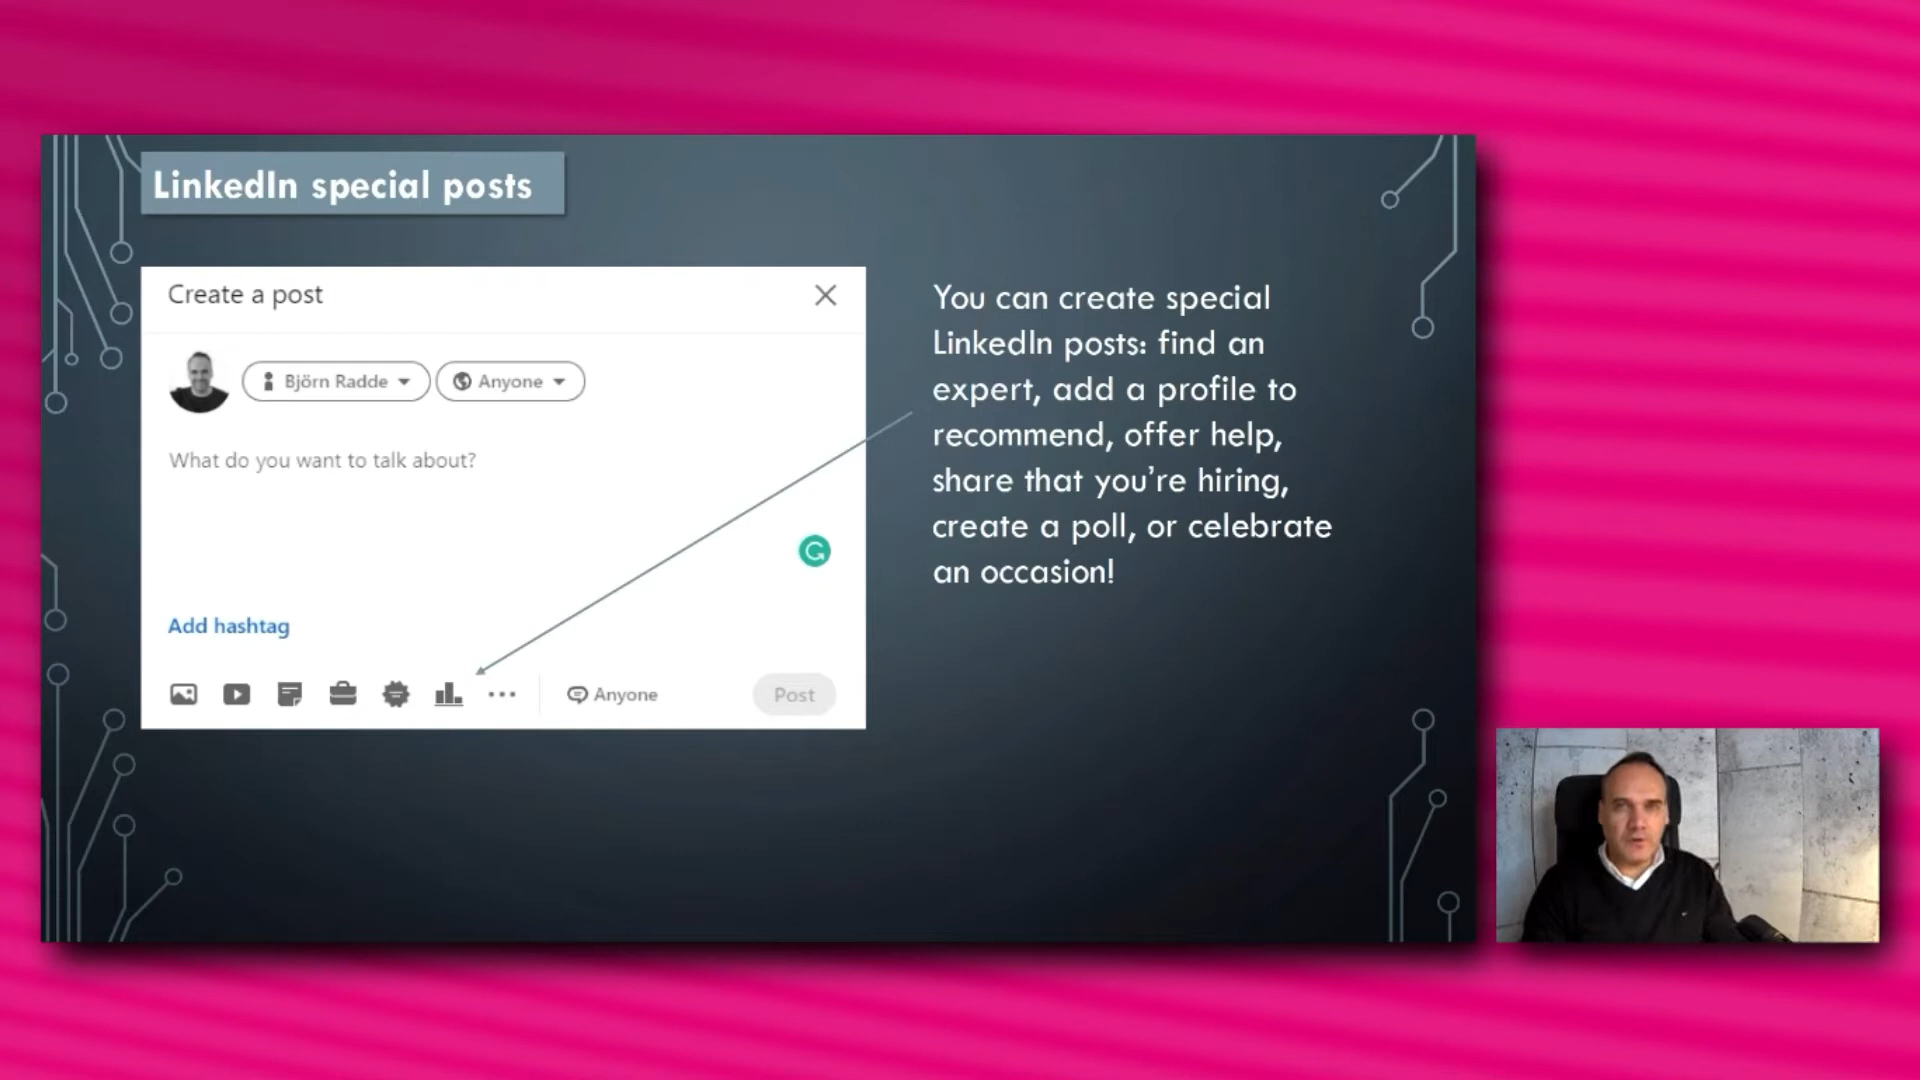 LinkedIn special posts
Create a post
Björn Radde
Anyone
What do you want to talk about?
Add hashtag
Anyone
Post
You can create special
LinkedIn posts: find an
expert, add a profile to
recommend, offer help,
share that you're hiring,
create a poll, or celebrate
an occasion!